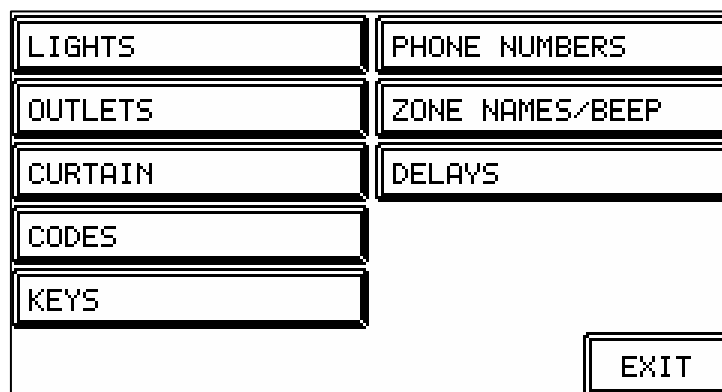 LIGHTS
OUTLETS
CURTAIN
CODES
KEYS
PHONE NUMBERS
ZONE NAMES/BEEP
DELAYS
EXIT